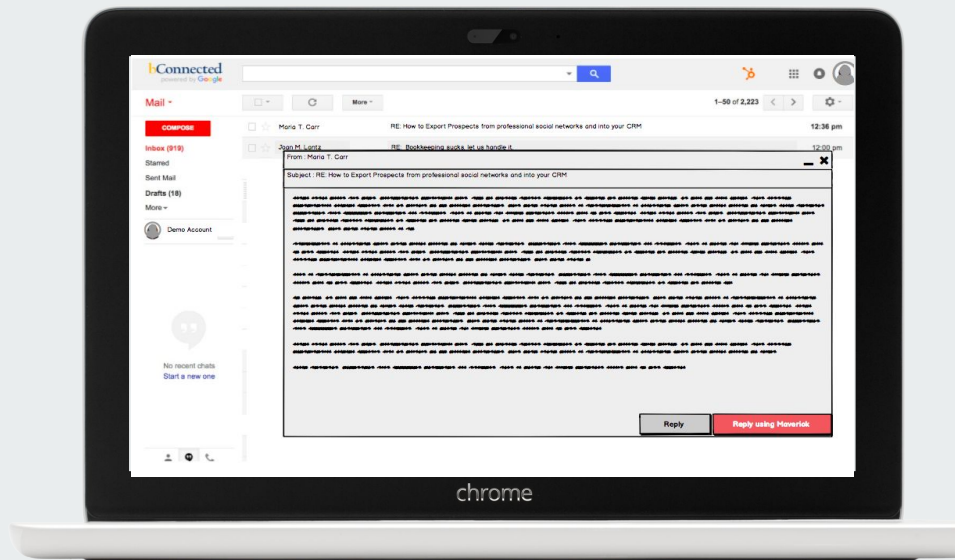 bConnected
powered by Google
Mail
More
1–50 of 2,223
COMPOSE
Maria T. Carr RE: How to Export Prospects from professional social networks and into your CRM 12:36 pm
Inbox (919)
Joan M. Lantz RE: Bookkeeping sucks, let us handle it. 12:00 pm
From : Maria T. Carr
Starred
Subject : RE: How to Export Prospects from professional social networks and into your CRM
Sent Mail
Drafts (18)
More
Demo Account
No recent chats
Start a new one
Reply
Reply using Maverick
chrome